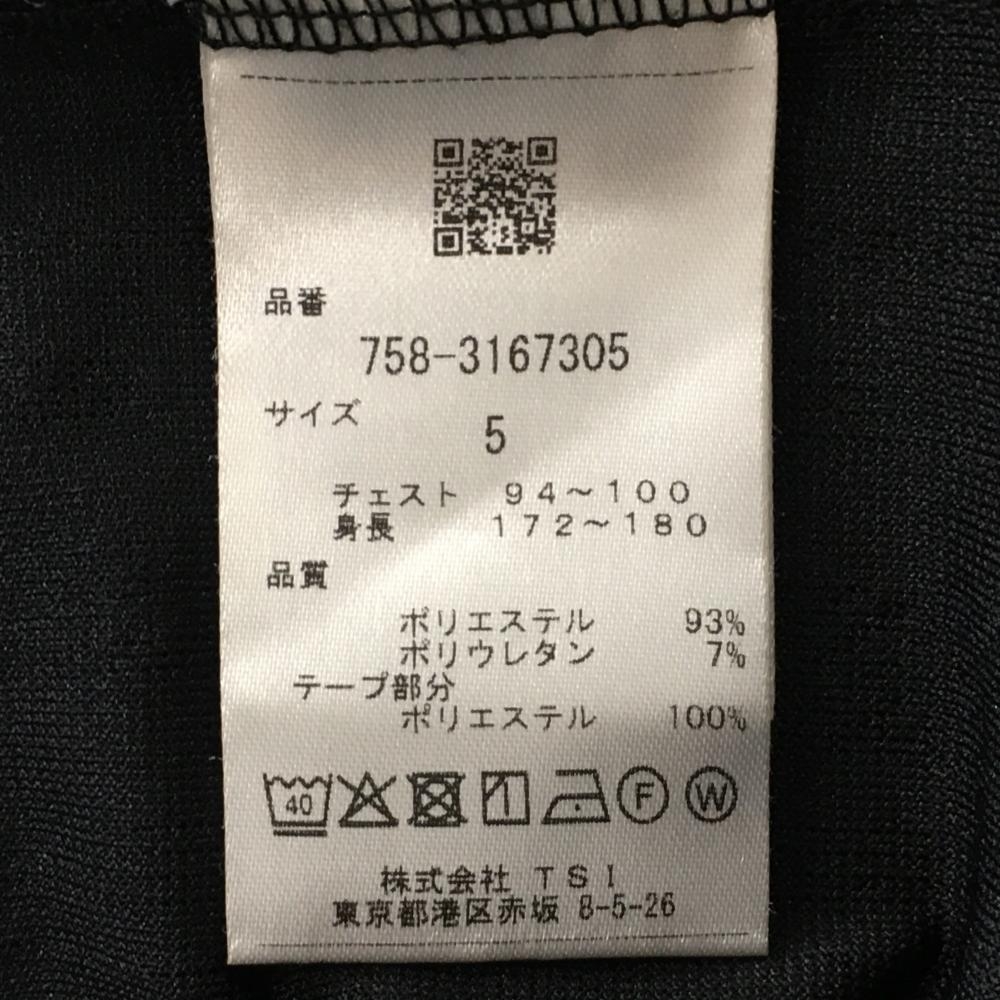 品番
758-3167305
サイズ
5
チェスト 94～100
身長 172～180
品質
ポリエステル 93%
ポリウレタン 7%
テープ部分
ポリエステル 100%
40 F W
株式会社 TSI
東京都港区赤坂 8-5-26